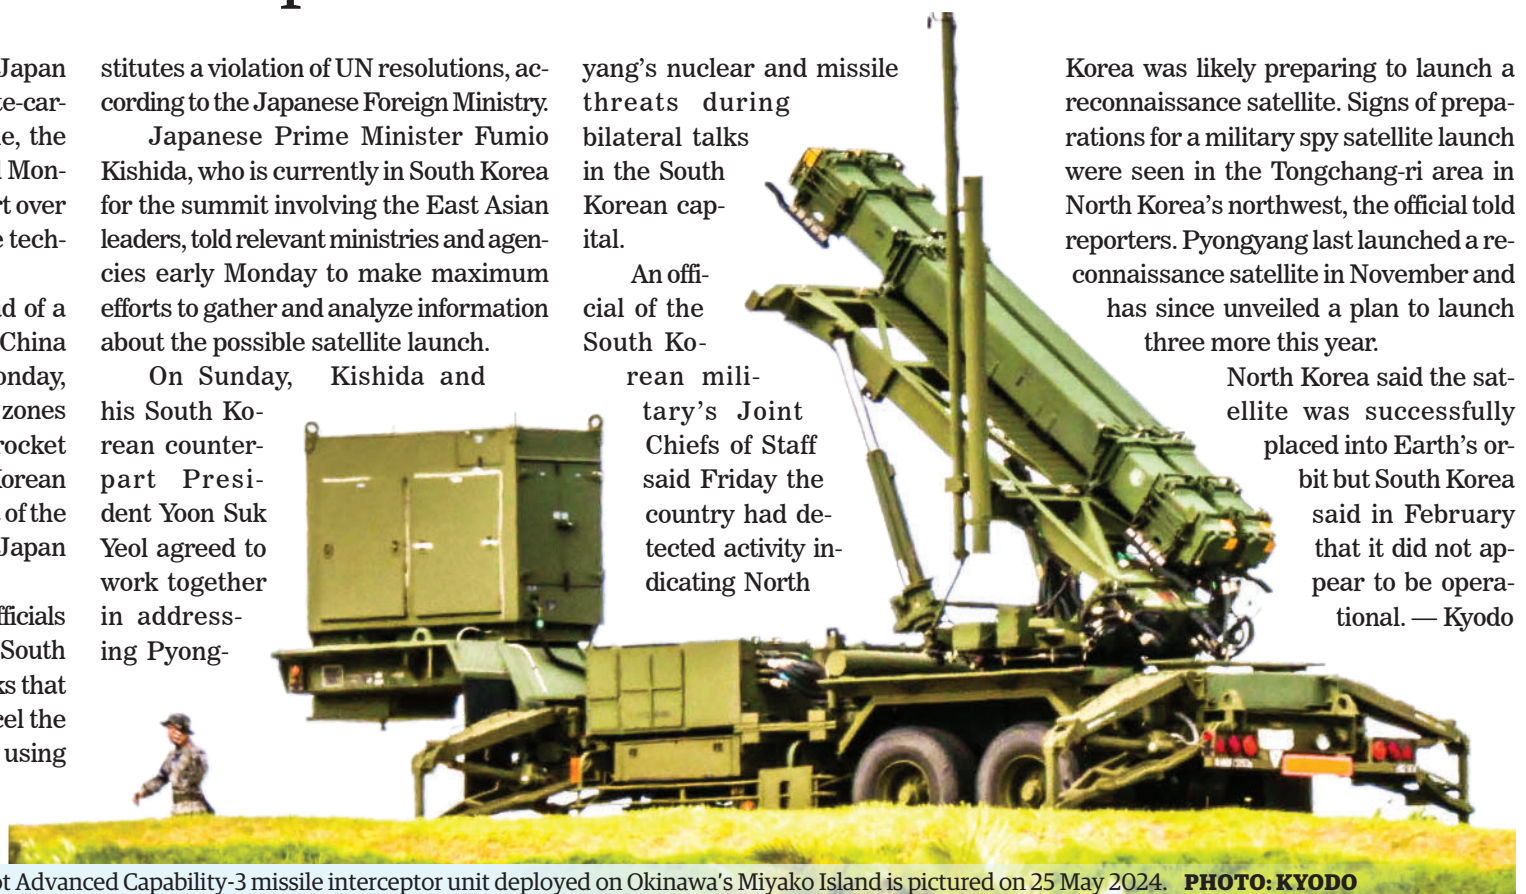 Japan
te-car-
e, the
Mon-
t over
tech-
d of a
China
onday,
zones
rocket
Korean
of the
Japan
fficials
South
ks that
cel the
using
stitutes a violation of UN resolutions, ac-
cording to the Japanese Foreign Ministry.
Japanese Prime Minister Fumio
Kishida, who is currently in South Korea
for the summit involving the East Asian
leaders, told relevant ministries and agen-
cies early Monday to make maximum
efforts to gather and analyze information
about the possible satellite launch.
On Sunday, Kishida and
his South Ko-
rean counter-
part Presi-
dent Yoon Suk
Yeol agreed to
work together
in address-
ing Pyong-
yang's nuclear and missile
threats during
bilateral talks
in the South
Korean cap-
ital.
An offi-
cial of the
South Ko-
rean mili-
tary's Joint
Chiefs of Staff
said Friday the
country had de-
tected activity in-
dicating North
Korea was likely preparing to launch a
reconnaissance satellite. Signs of prepa-
rations for a military spy satellite launch
were seen in the Tongchang-ri area in
North Korea's northwest, the official told
reporters. Pyongyang last launched a re-
connaissance satellite in November and
has since unveiled a plan to launch
three more this year.
North Korea said the sat-
ellite was successfully
placed into Earth's or-
bit but South Korea
said in February
that it did not ap-
pear to be opera-
tional. — Kyodo
ot Advanced Capability-3 missile interceptor unit deployed on Okinawa's Miyako Island is pictured on 25 May 2024. PHOTO: KYODO